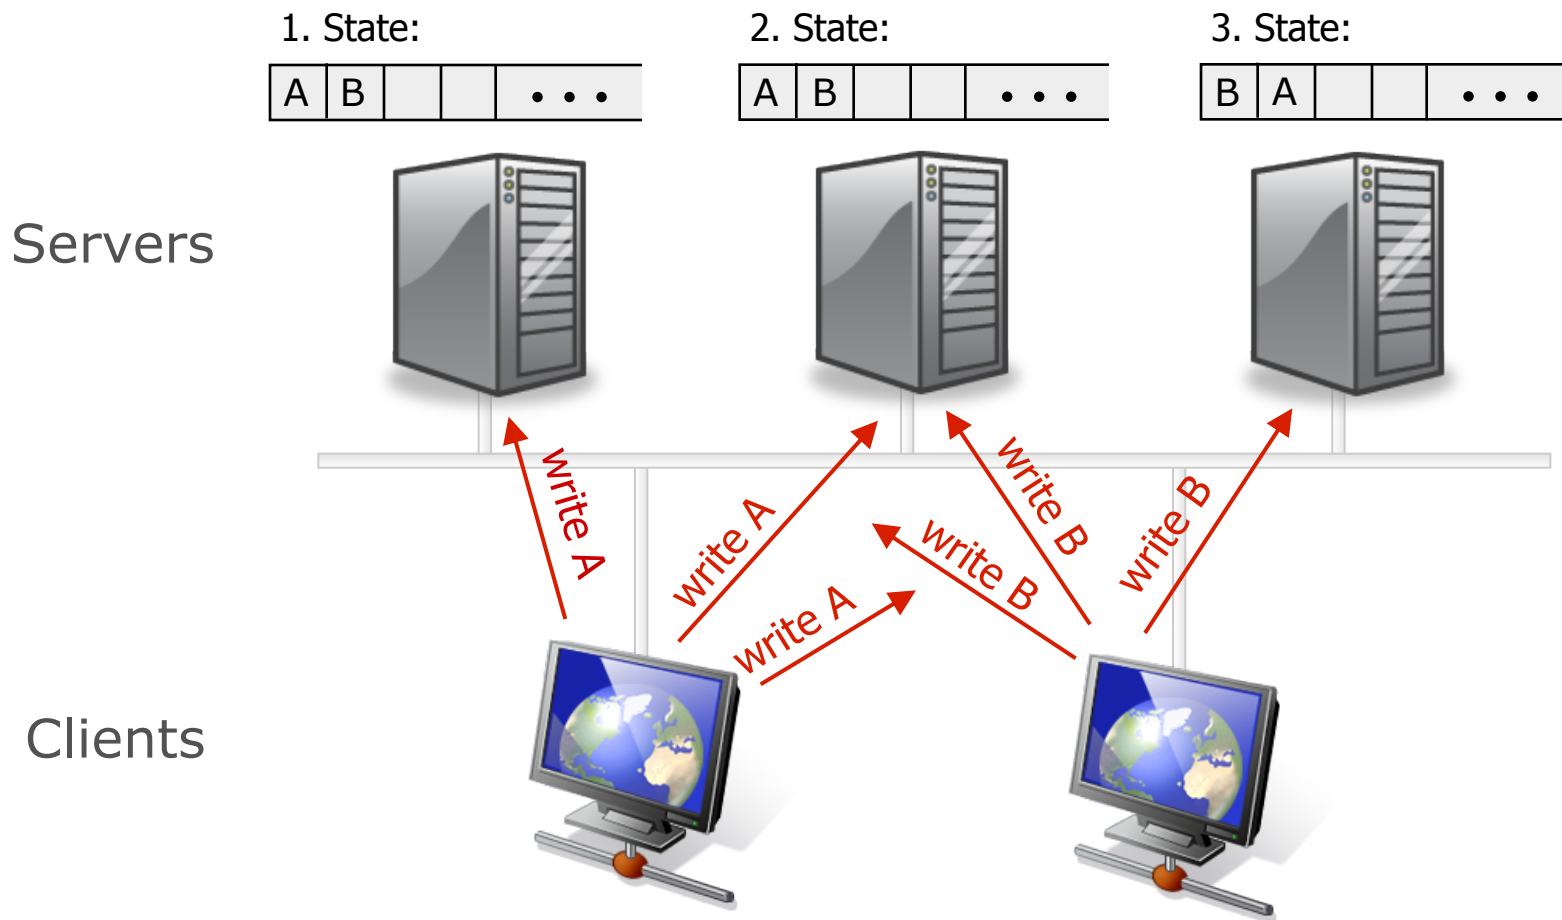 1. State:
2. State:
3. State:
A B • • •
A B • • •
B A • • •
Servers
write A
write A
write B
write B
write B
write A
Clients